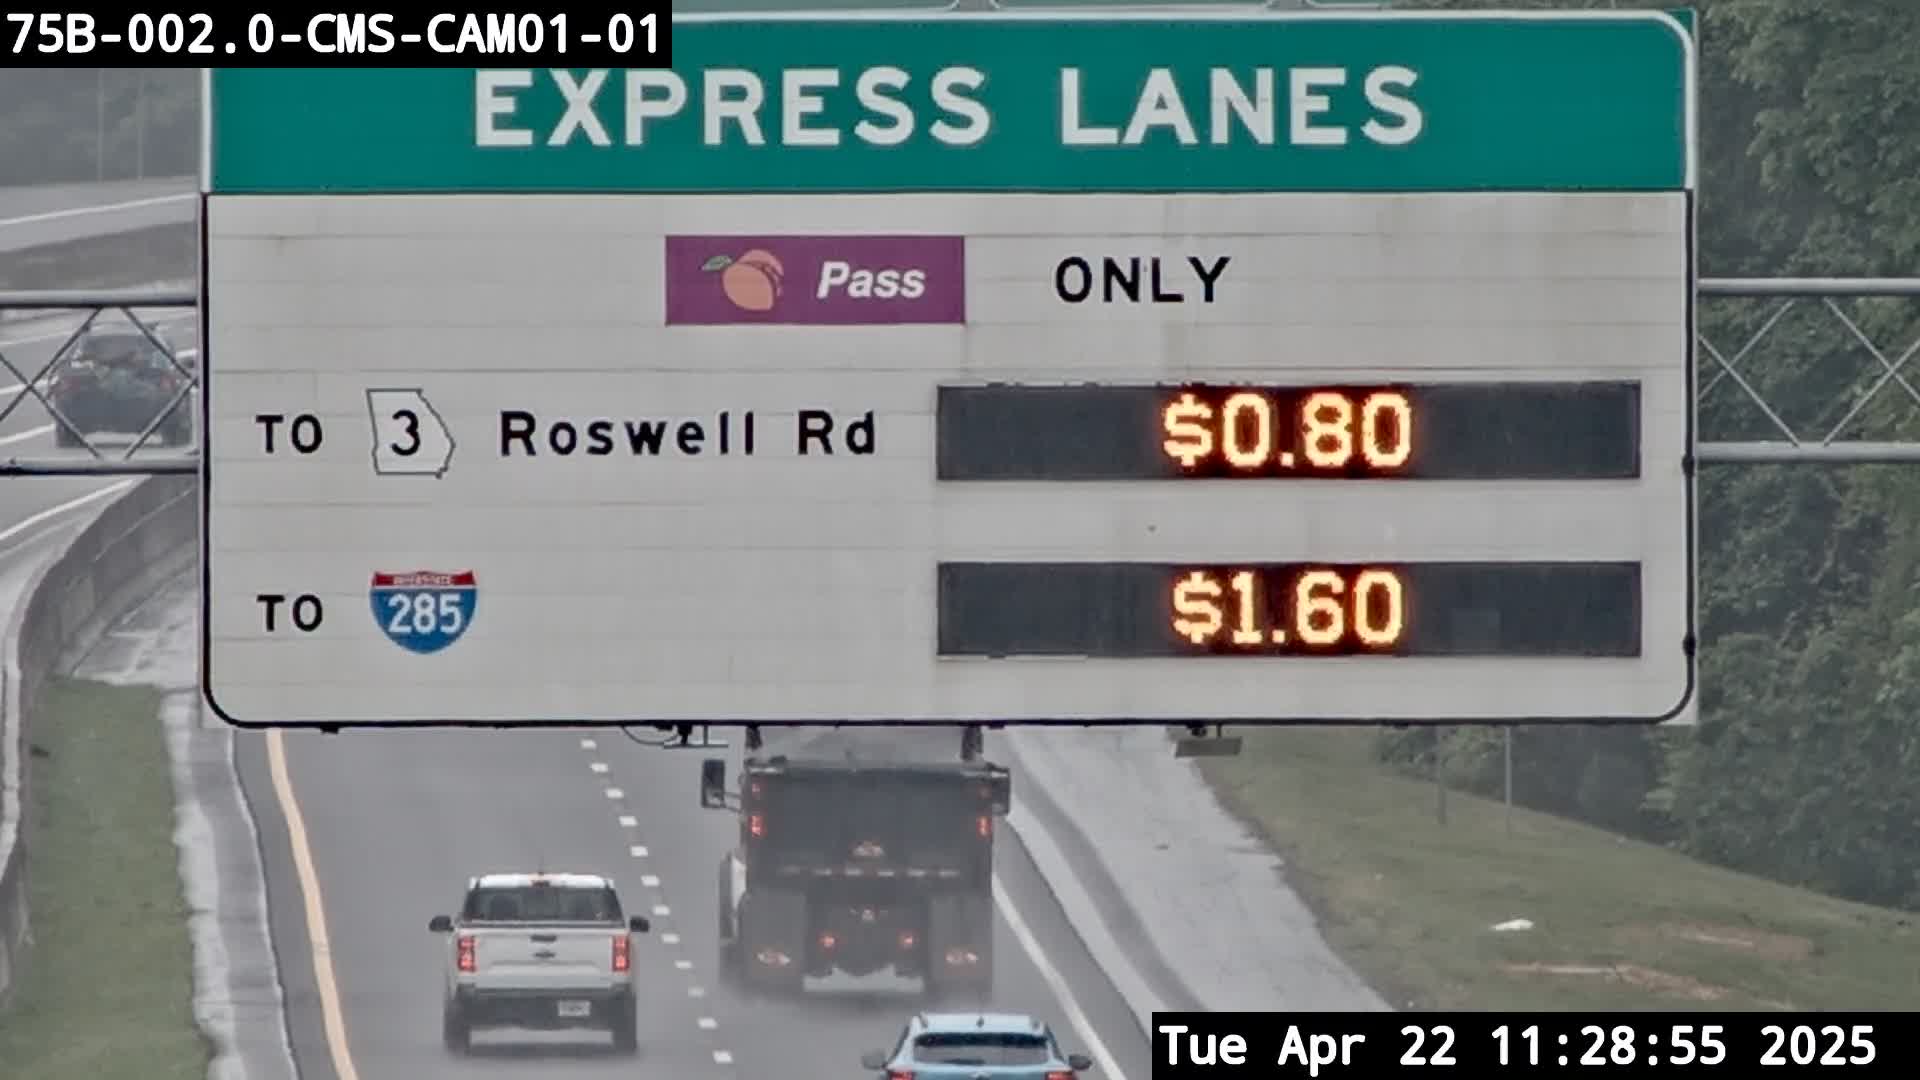 75B-002.0-CMS-CAM01-01
EXPRESS LANES
Pass ONLY
TO 3 Roswell Rd $0.80
INTERSTATE
TO 285 $1.60
Tue Apr 22 11:28:55 2025